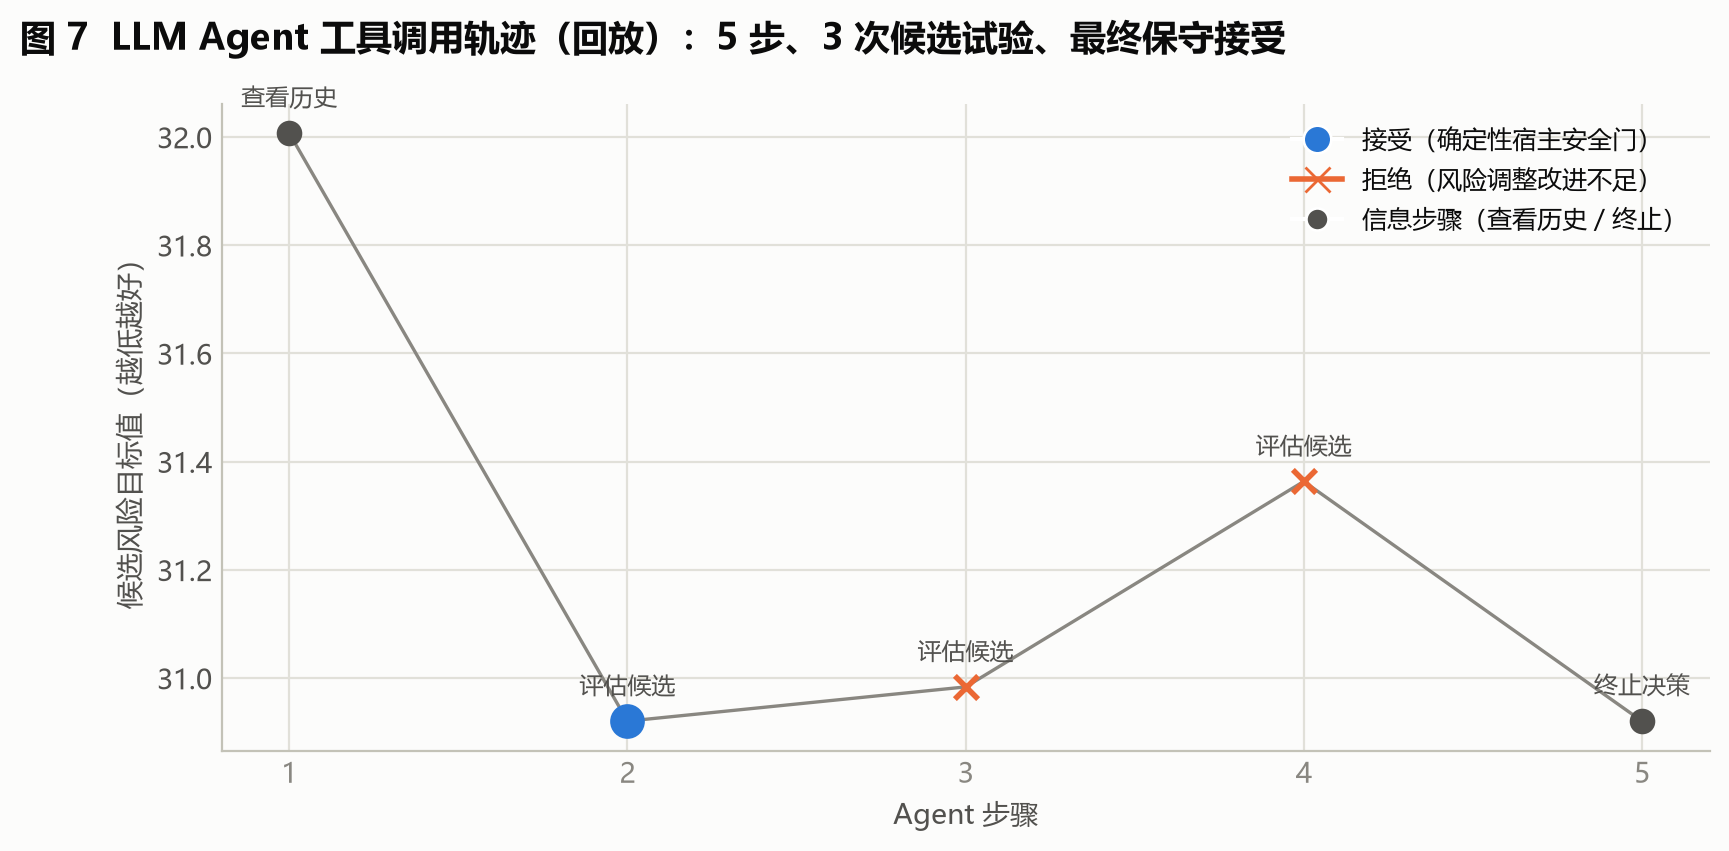 图 7 LLM Agent 工具调用轨迹（回放）：5 步、3 次候选试验、最终保守接受
查看历史
接受（确定性宿主安全门）
拒绝（风险调整改进不足）
信息步骤（查看历史 / 终止）
候选风险目标值（越低越好）
32.0
31.8
31.6
31.4
31.2
31.0
评估候选
评估候选
评估候选
终止决策
1
2
3
4
5
Agent 步骤